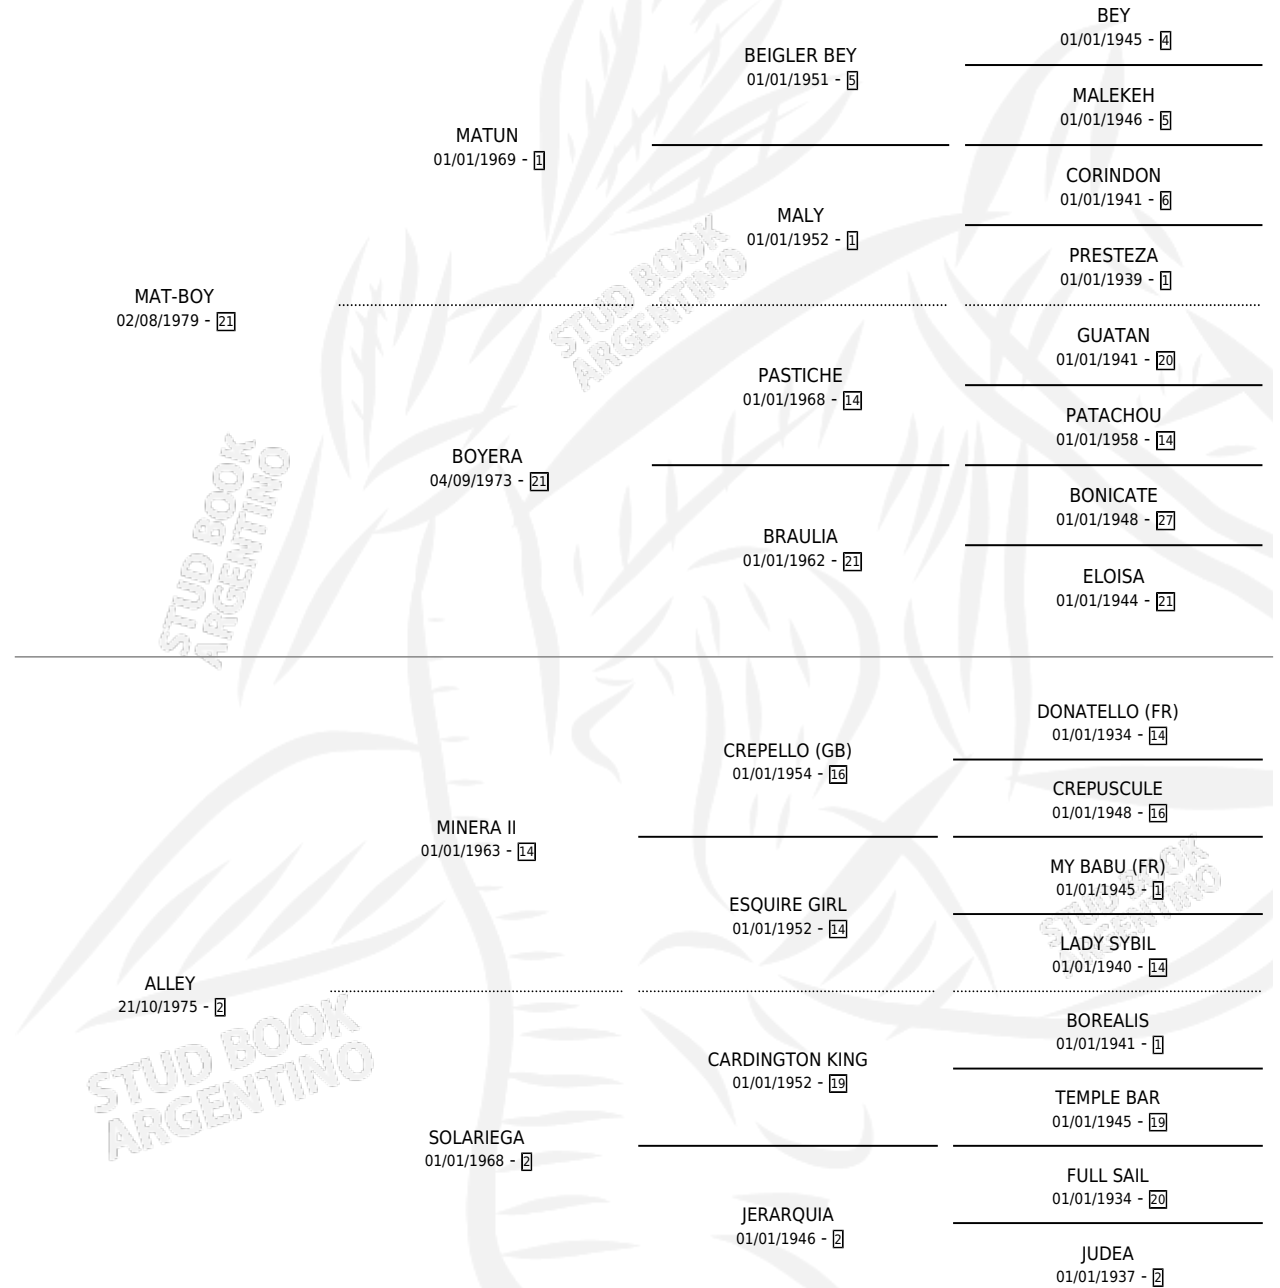 BEY
01/01/1945 - 4
BEIGLER BEY
01/01/1951 - 5
MALEKEH
01/01/1946 - 5
MATUN
01/01/1969 - 1
CORINDON
01/01/1941 - 6
MALY
01/01/1952 - 1
PRESTEZA
01/01/1939 - 1
MAT-BOY
02/08/1979 - 21
GUATAN
01/01/1941 - 20
PASTICHE
01/01/1968 - 14
PATACHOU
01/01/1958 - 14
BOYERA
04/09/1973 - 21
BONICATE
01/01/1948 - 27
BRAULIA
01/01/1962 - 21
ELOISA
01/01/1944 - 21
DONATELLO (FR)
01/01/1934 - 14
CREPELLO (GB)
01/01/1954 - 16
CREPUSCULE
01/01/1948 - 16
MINERA II
01/01/1963 - 14
MY BABU (FR)
01/01/1945 - 1
ESQUIRE GIRL
01/01/1952 - 14
LADY SYBIL
01/01/1940 - 14
ALLEY
21/10/1975 - 2
BOREALIS
01/01/1941 - 1
CARDINGTON KING
01/01/1952 - 19
TEMPLE BAR
01/01/1945 - 19
SOLARIEGA
01/01/1968 - 2
FULL SAIL
01/01/1934 - 20
JERARQUIA
01/01/1946 - 2
JUDEA
01/01/1937 - 2
STUD BOOK
ARGENTINO
STUD BOOK
ARGENTINO
STUD BOOK
ARGENTINO
STUD BOOK
ARGENTINO